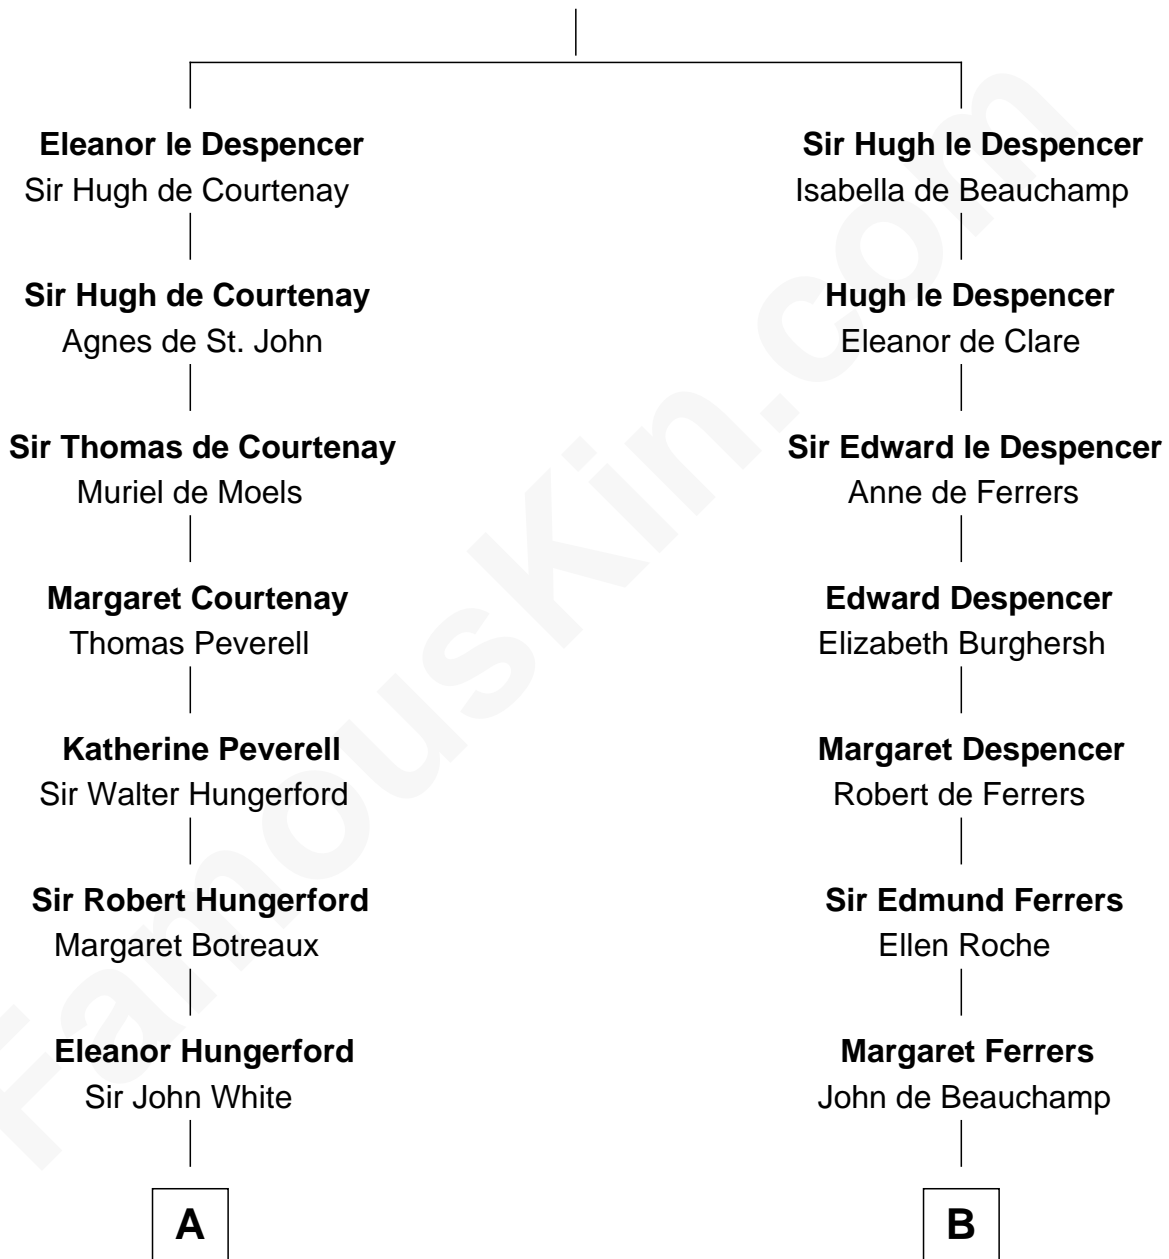 Eleanor le Despencer
Sir Hugh de Courtenay
Sir Hugh de Courtenay
Agnes de St. John
Sir Thomas de Courtenay
Muriel de Moels
Margaret Courtenay
Thomas Peverell
Katherine Peverell
Sir Walter Hungerford
Sir Robert Hungerford
Margaret Botreaux
Eleanor Hungerford
Sir John White
A
Sir Hugh le Despencer
Isabella de Beauchamp
Hugh le Despencer
Eleanor de Clare
Sir Edward le Despencer
Anne de Ferrers
Edward Despencer
Elizabeth Burghersh
Margaret Despencer
Robert de Ferrers
Sir Edmund Ferrers
Ellen Roche
Margaret Ferrers
John de Beauchamp
B
FamousKin.com